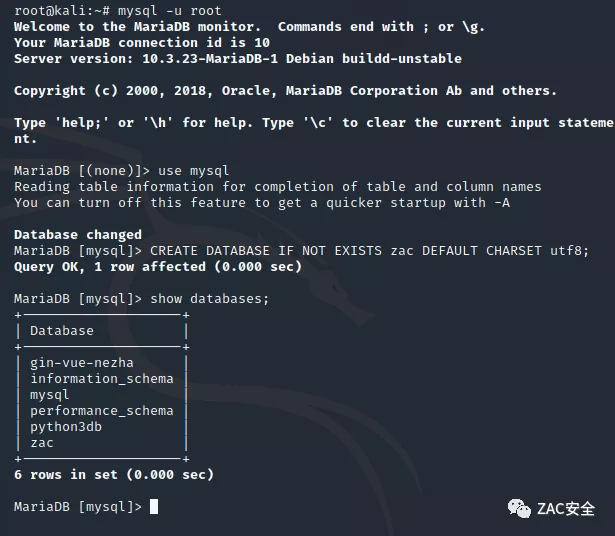 root@kali:~# mysql -u root
Welcome to the MariaDB monitor.  Commands end with ; or \g.
Your MariaDB connection id is 10
Server version: 10.3.23-MariaDB-1 Debian buildd-unstable
Copyright (c) 2000, 2018, Oracle, MariaDB Corporation Ab and others.
Type 'help;' or '\h' for help. Type '\c' to clear the current input stateme
nt.
MariaDB [(none)]> use mysql
Reading table information for completion of table and column names
You can turn off this feature to get a quicker startup with -A
Database changed
MariaDB [mysql]> CREATE DATABASE IF NOT EXISTS zac DEFAULT CHARSET utf8;
Query OK, 1 row affected (0.000 sec)
MariaDB [mysql]> show databases;
+--------------------+
| Database           |
+--------------------+
| gin-vue-nezha      |
| information_schema |
| mysql              |
| performance_schema |
| python3db          |
| zac                |
+--------------------+
6 rows in set (0.000 sec)
MariaDB [mysql]>
ZAC安全